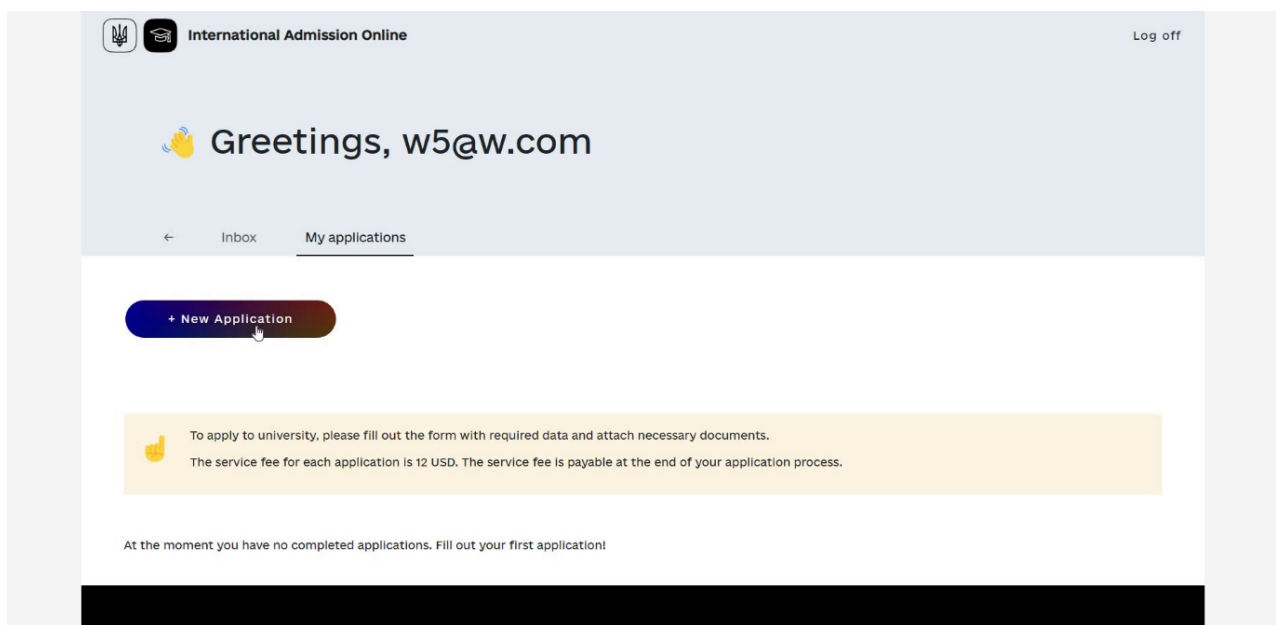 International Admission Online
Log off
Greetings, w5@w.com
← Inbox My applications
+ New Application
To apply to university, please fill out the form with required data and attach necessary documents.
The service fee for each application is 12 USD. The service fee is payable at the end of your application process.
At the moment you have no completed applications. Fill out your first application!